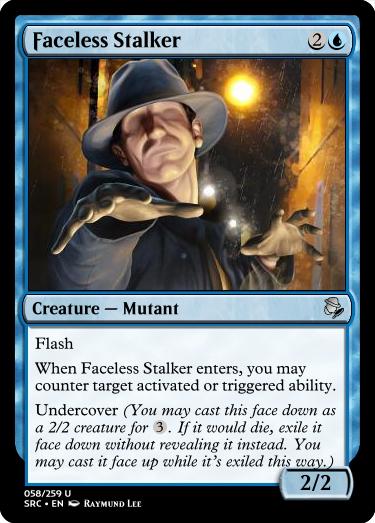 Faceless Stalker 2
Creature — Mutant
Flash
When Faceless Stalker enters, you may
counter target activated or triggered ability.
Undercover (You may cast this face down as
a 2/2 creature for 3. If it would die, exile it
face down without revealing it instead. You
may cast it face up while it's exiled this way.)
2/2
058/259 U
SRC • EN Raymund Lee